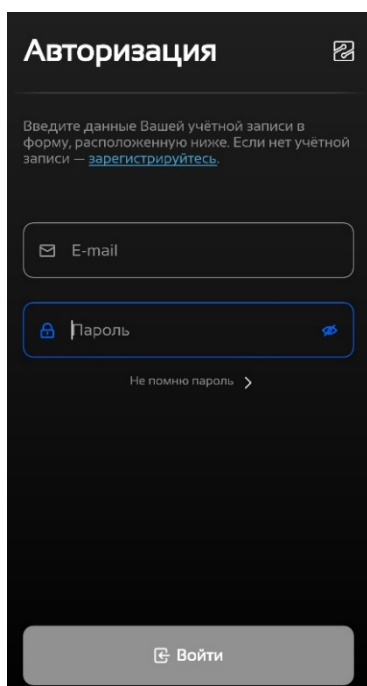 Авторизация
Введите данные Вашей учётной записи в
форму, расположенную ниже. Если нет учётной
записи — зарегистрируйтесь.
E-mail
Пароль
Не помню пароль
Войти